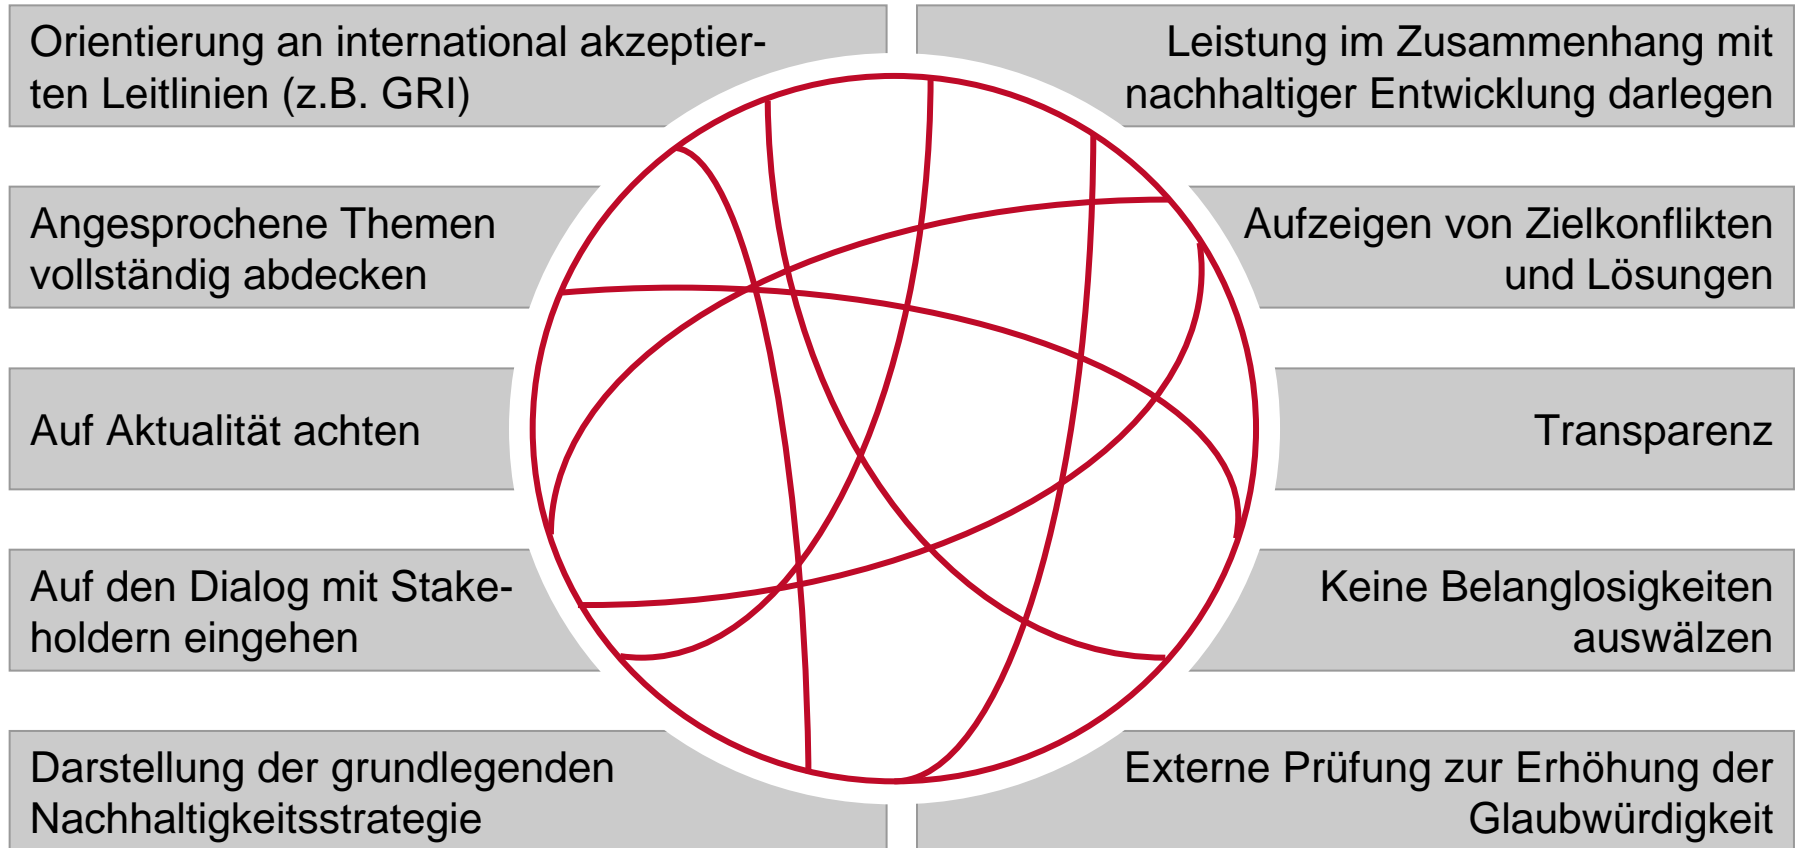 Orientierung an international akzeptier-
ten Leitlinien (z.B. GRI)
Leistung im Zusammenhang mit
nachhaltiger Entwicklung darlegen
Angesprochene Themen
vollständig abdecken
Aufzeigen von Zielkonflikten
und Lösungen
Auf Aktualität achten
Transparenz
Auf den Dialog mit Stake-
holdern eingehen
Keine Belanglosigkeiten
auswälzen
Darstellung der grundlegenden
Nachhaltigkeitsstrategie
Externe Prüfung zur Erhöhung der
Glaubwürdigkeit